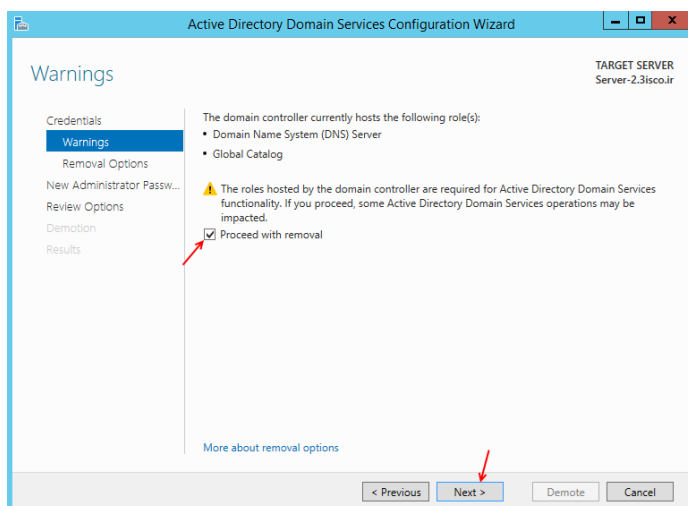 Active Directory Domain Services Configuration Wizard
Warnings
TARGET SERVER
Server-2.3isco.ir
Credentials
Warnings
Removal Options
New Administrator Passw...
Review Options
Demotion
Results
The domain controller currently hosts the following role(s):
• Domain Name System (DNS) Server
• Global Catalog
The roles hosted by the domain controller are required for Active Directory Domain Services
functionality. If you proceed, some Active Directory Domain Services operations may be
impacted.
Proceed with removal
More about removal options
< Previous
Next >
Demote
Cancel